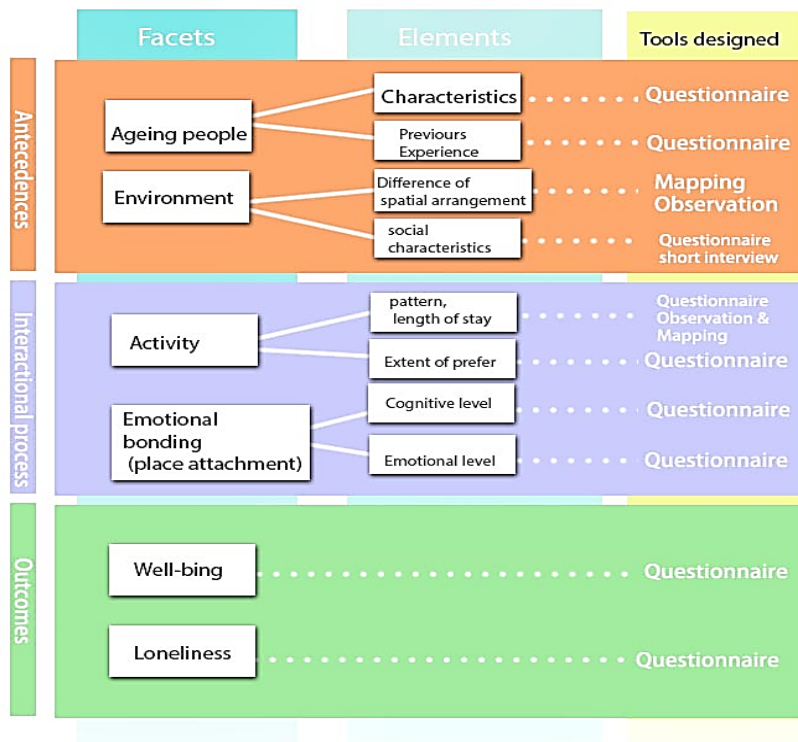 Facets
Elements
Tools designed
Antecedences
Ageing people
Characteristics
Questionnaire
Previours
Experience
Questionnaire
Environment
Difference of
spatial arrangement
Mapping
Observation
social
characteristics
Questionnaire
short interview
Interactional process
Activity
pattern,
length of stay
Questionnaire
Observation &
Mapping
Extent of prefer
Questionnaire
Emotional
bonding
(place attachment)
Cognitive level
Questionnaire
Emotional level
Questionnaire
Outcomes
Well-bing
Questionnaire
Loneliness
Questionnaire